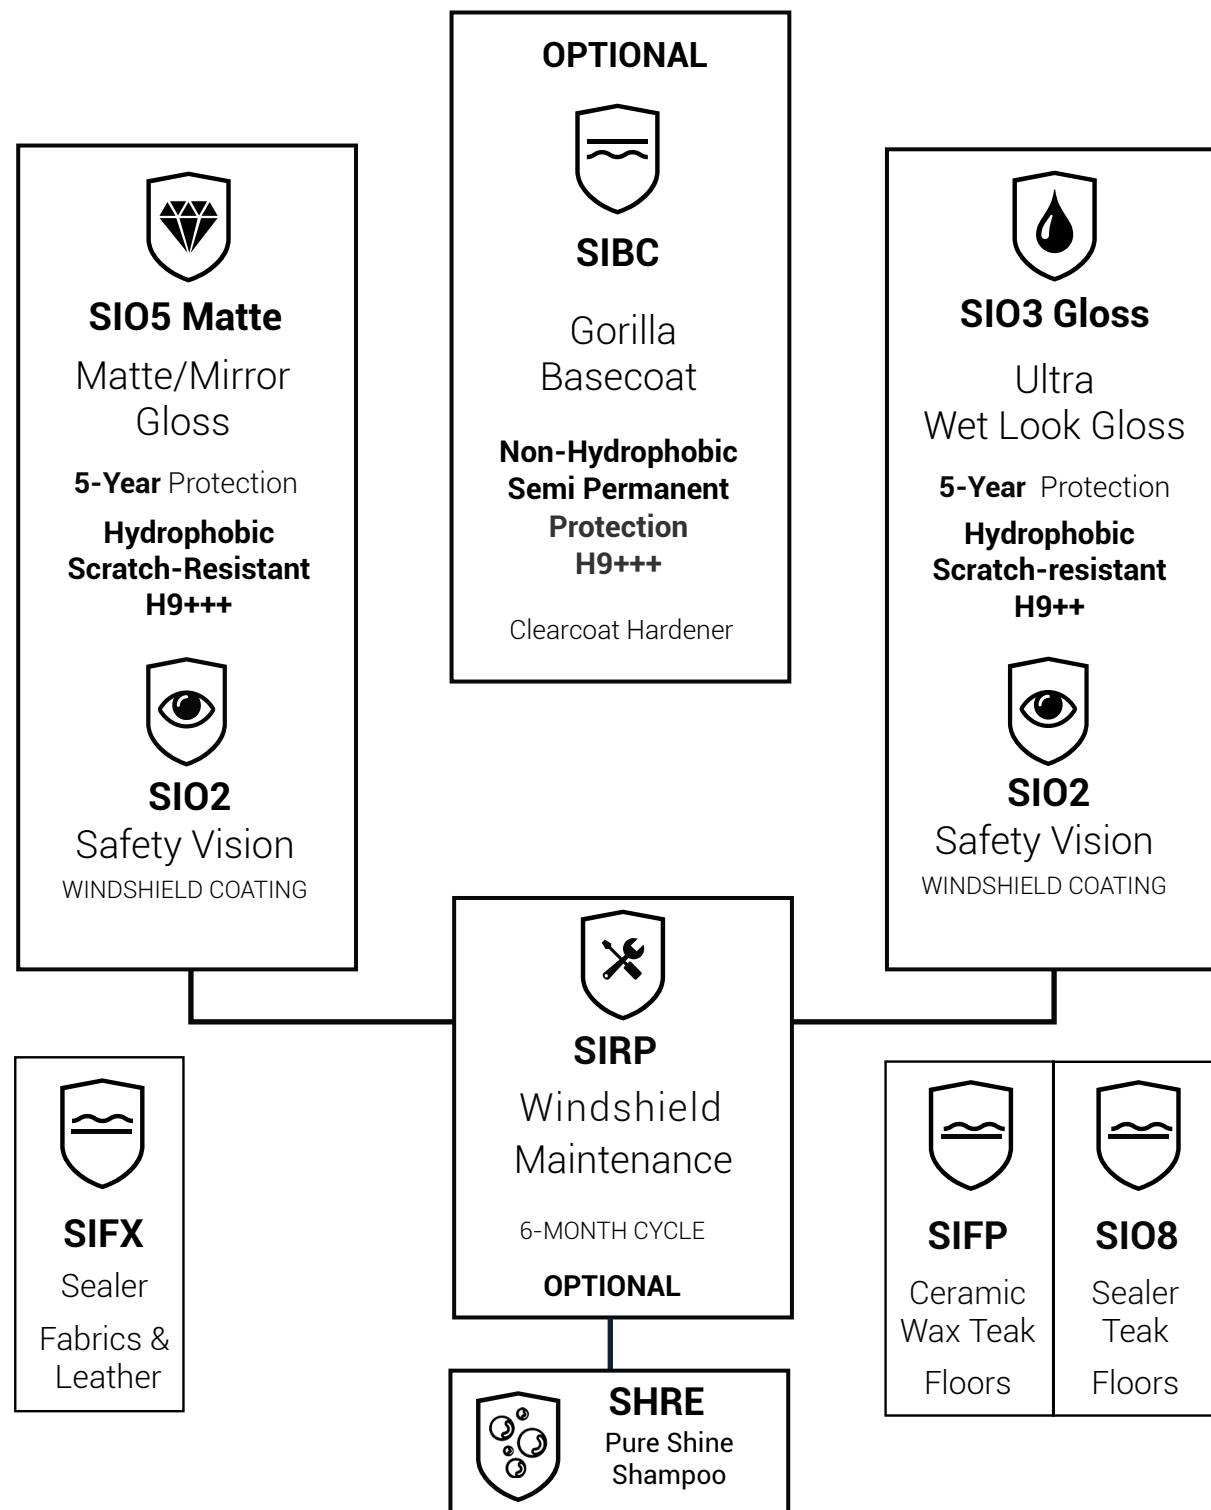 OPTIONAL
SIBC
Gorilla
Basecoat
Non-Hydrophobic
Semi Permanent
Protection
H9+++
Clearcoat Hardener
SIO5 Matte
Matte/Mirror
Gloss
5-Year Protection
Hydrophobic
Scratch-Resistant
H9+++
SIO2
Safety Vision
WINDSHIELD COATING
SIO3 Gloss
Ultra
Wet Look Gloss
5-Year Protection
Hydrophobic
Scratch-resistant
H9++
SIO2
Safety Vision
WINDSHIELD COATING
SIRP
Windshield
Maintenance
6-MONTH CYCLE
OPTIONAL
SIFX
Sealer
Fabrics &
Leather
SIFP
Ceramic
Wax Teak
Floors
SIO8
Sealer
Teak
Floors
SHRE
Pure Shine
Shampoo